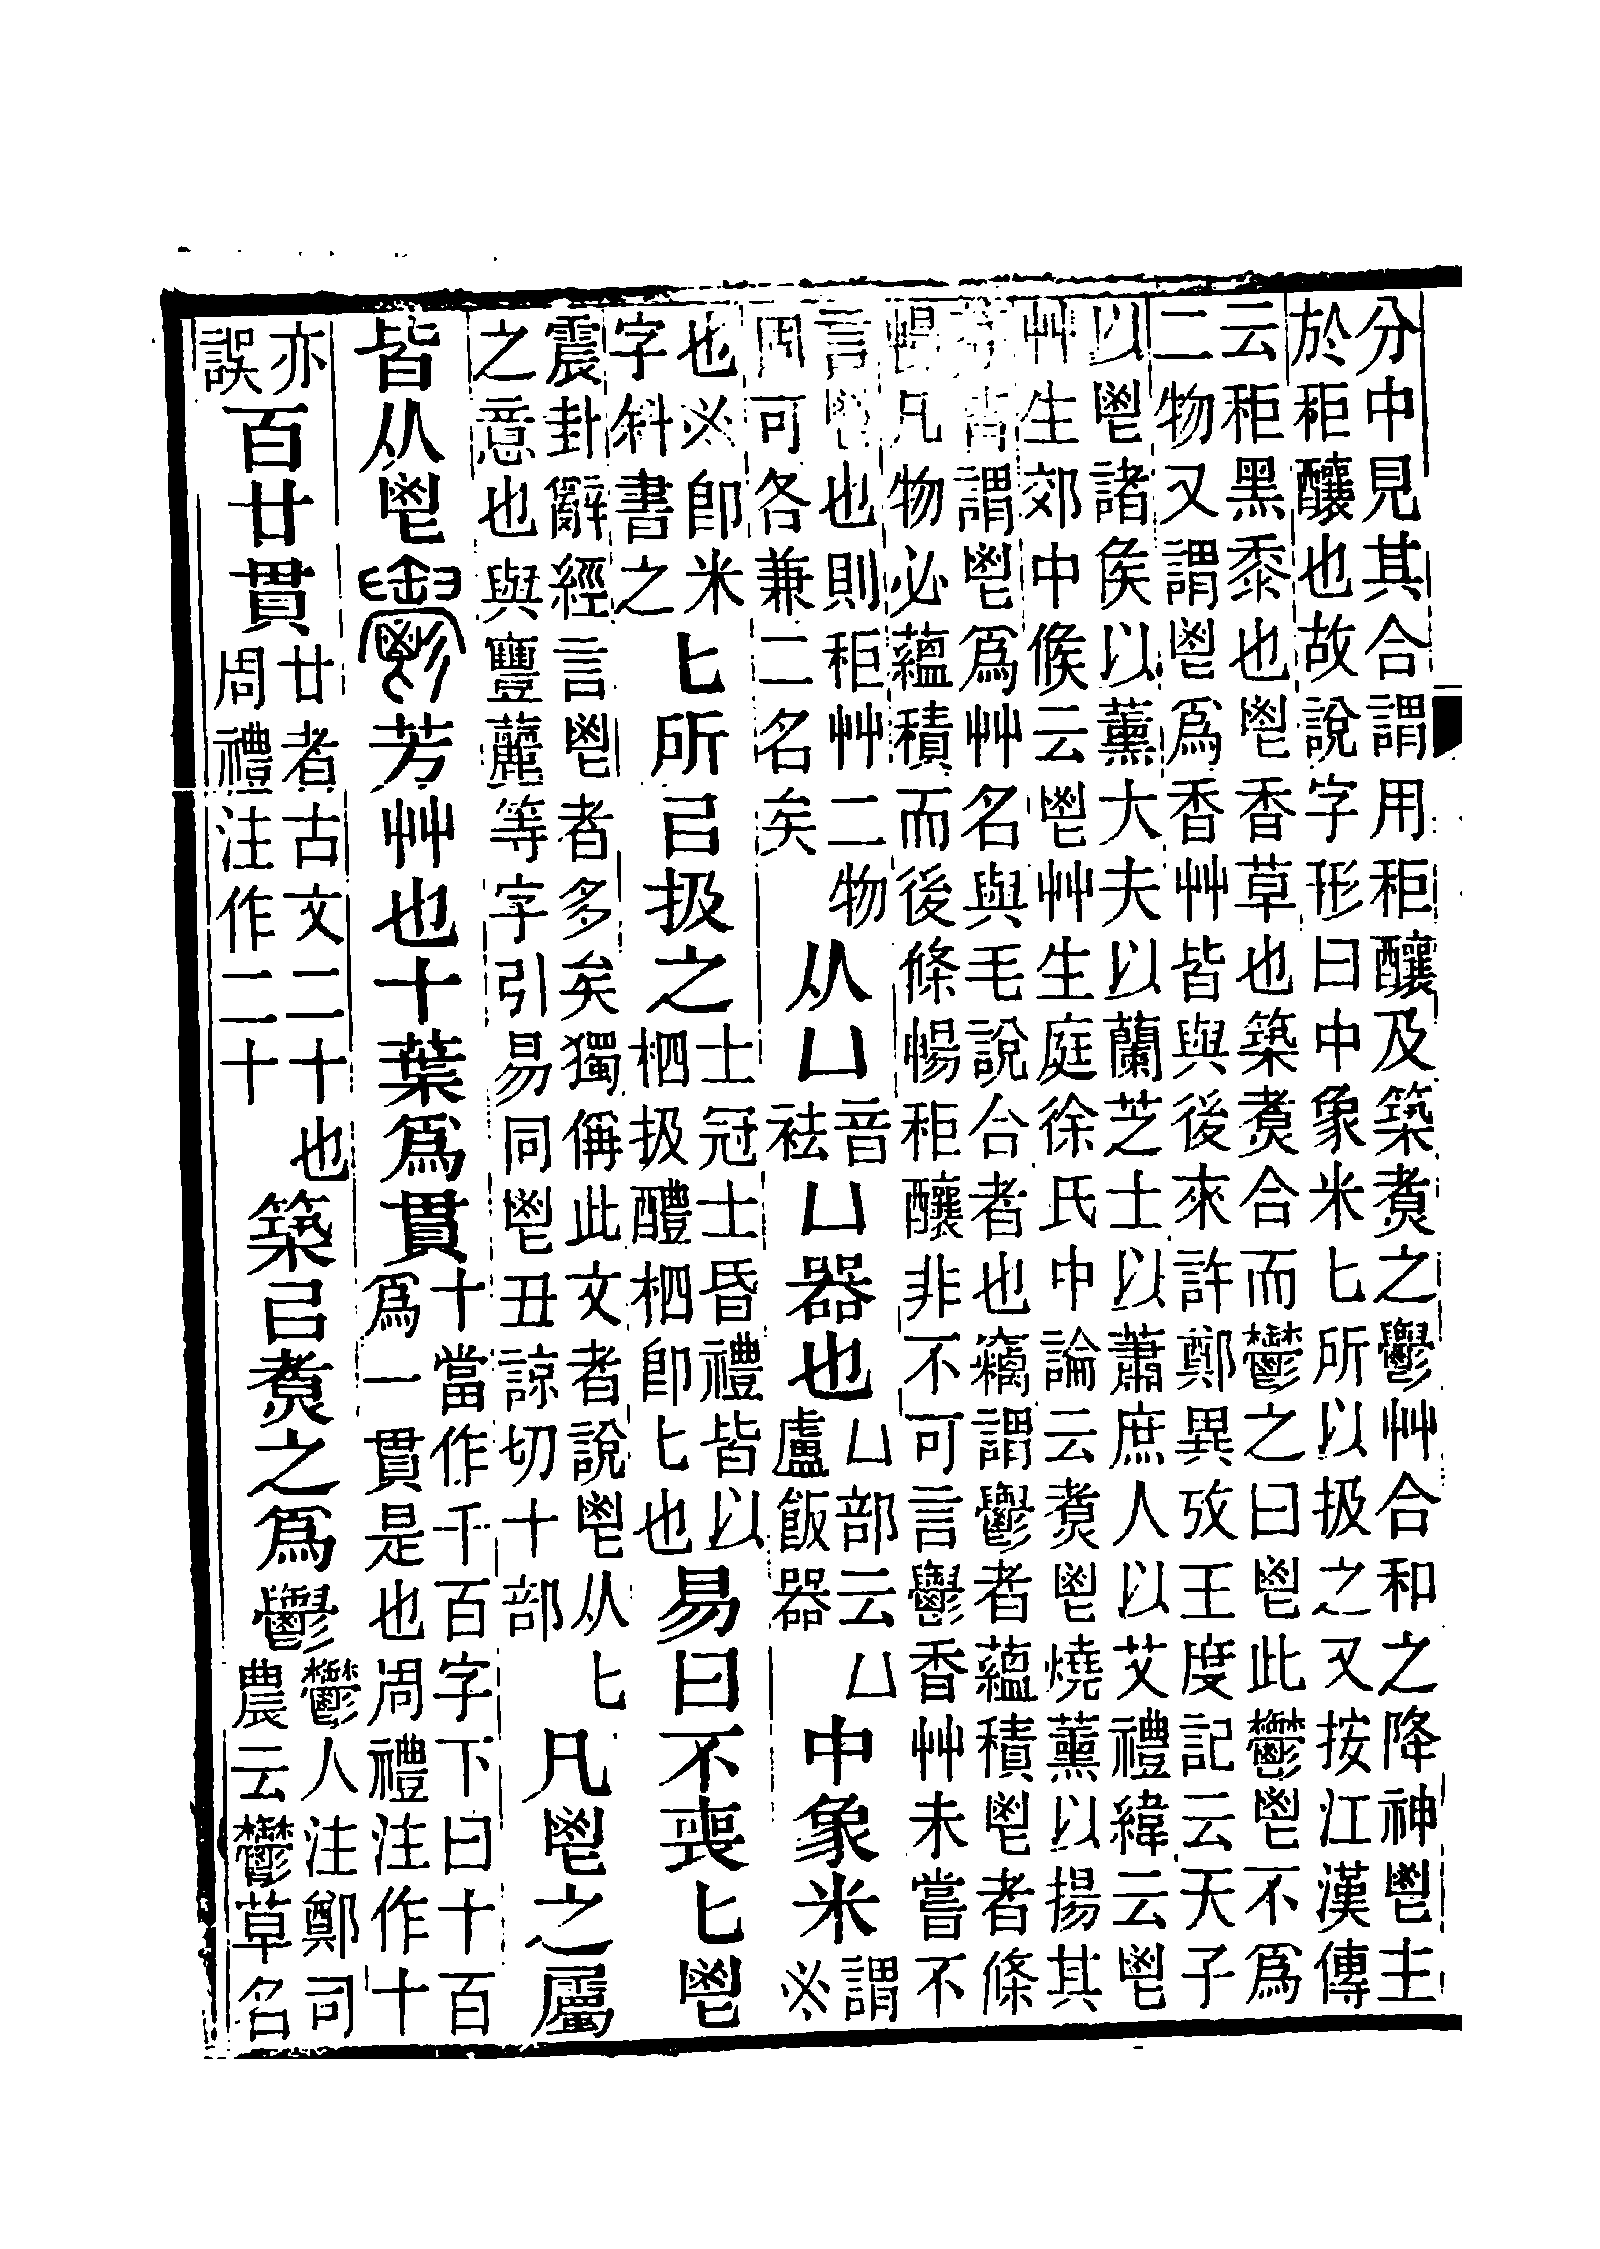 分中見其合謂用秬釀及築煑之鬱艸合和之降神鬯主
於秬釀也故說字形曰中象米匕所以扱之又按江漢傳
云秬黑黍也鬯香草也築煑合而鬱之曰鬯此鬱鬯不爲
二物又謂鬯爲香艸皆與後來許鄭異攷王度記云天子
以鬯諸矦以薰大夫以蘭芝士以蕭庶人以艾禮緯云鬯
艸生郊中候云鬯艸生庭徐氏中論云煑鬯燒薰以揚其
芬皆謂鬯爲艸名與毛說合者也竊謂鬱者蘊積鬯者條
暢凡物必蘊積而後條暢秬釀非不可言鬱香艸未嘗不
言鬯也則秬艸二物固可各兼二名矣从凵音祛凵器也凵部云凵盧飯器中象米謂※
也※卽米字斜書之匕所㠯扱之士冠士昏禮皆以柶扱醴柶卽匕也易曰不喪匕鬯
震卦辭經言鬯者多矣獨偁此文者說鬯从匕之意也與豐䕻等字引易同鬯丑諒切十部凡鬯之屬
皆从鬯鬱芳艸也十葉爲貫十當作千百字下曰十百爲一貫是也周禮注作十
亦誤百廿貫廿者古文二十也周禮注作二十築㠯煑之爲鬱鬱人注鄭司農云鬱草名